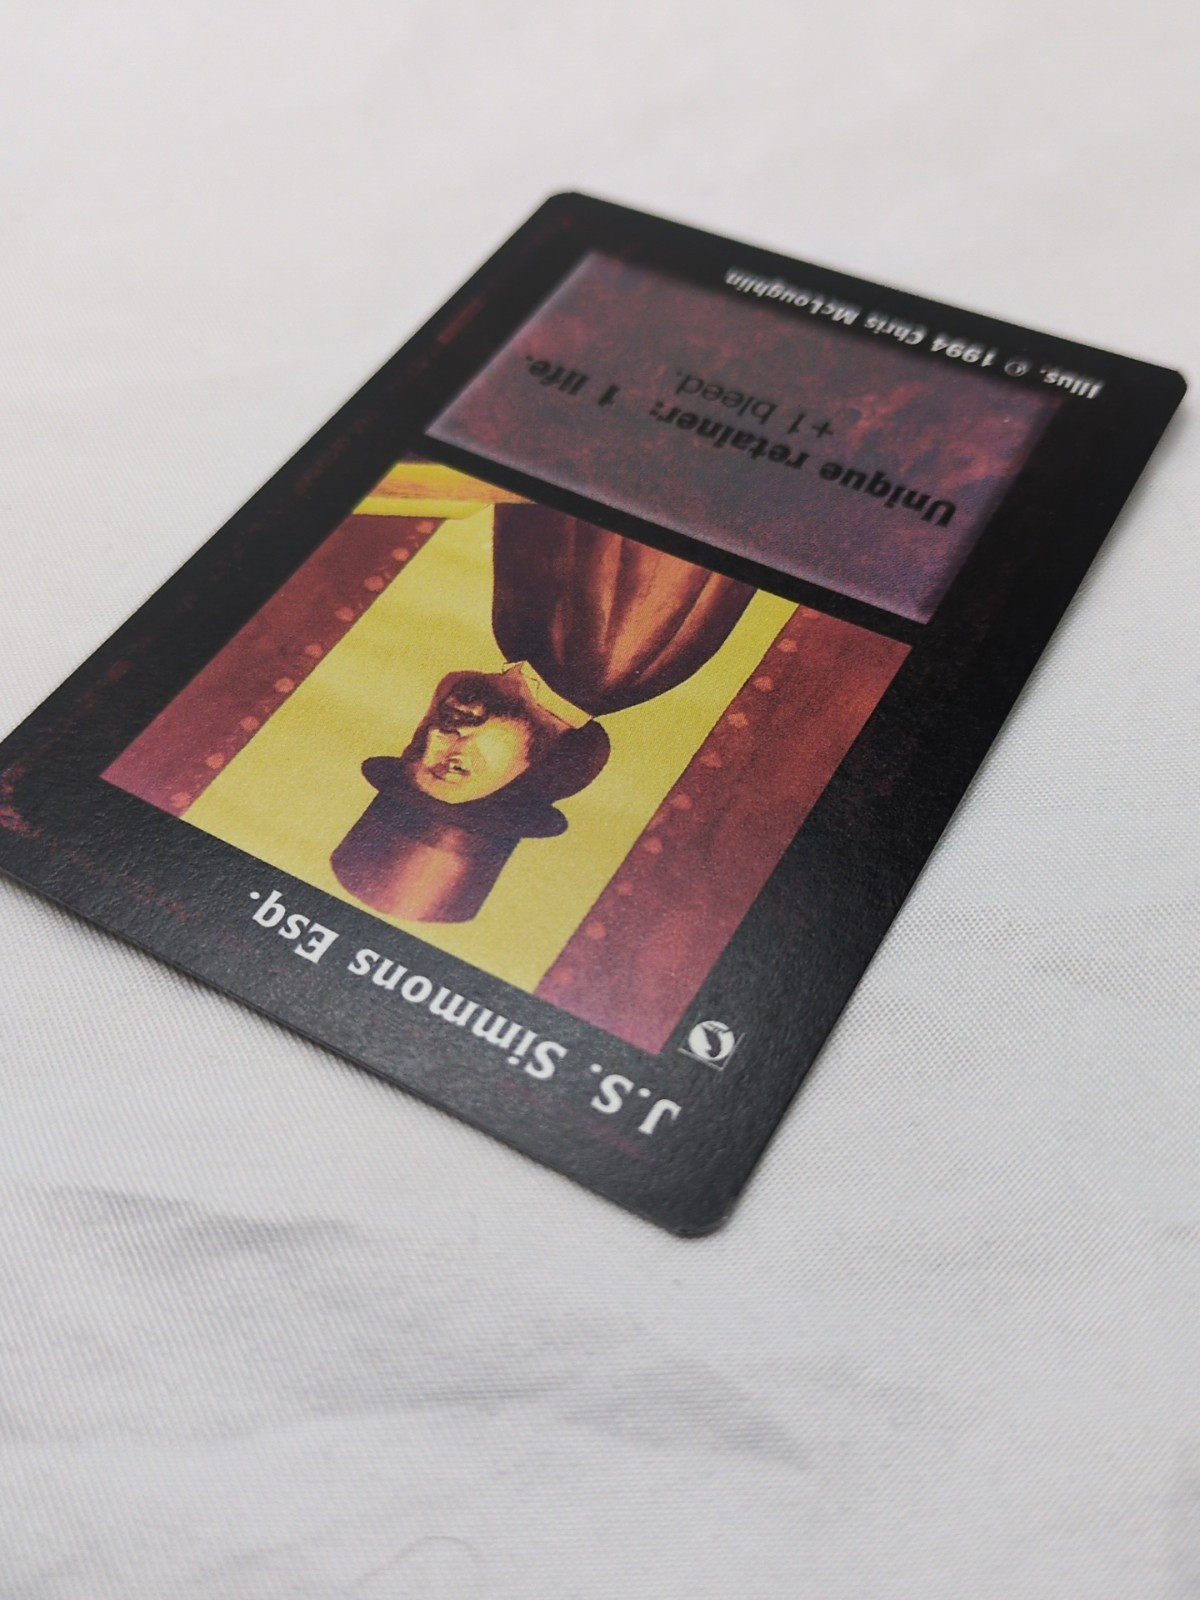 J.S. Simmons Esq.
Unique retainer: 1 life.
+1 bleed.
Illus. © 1994 Chris McLoughlin